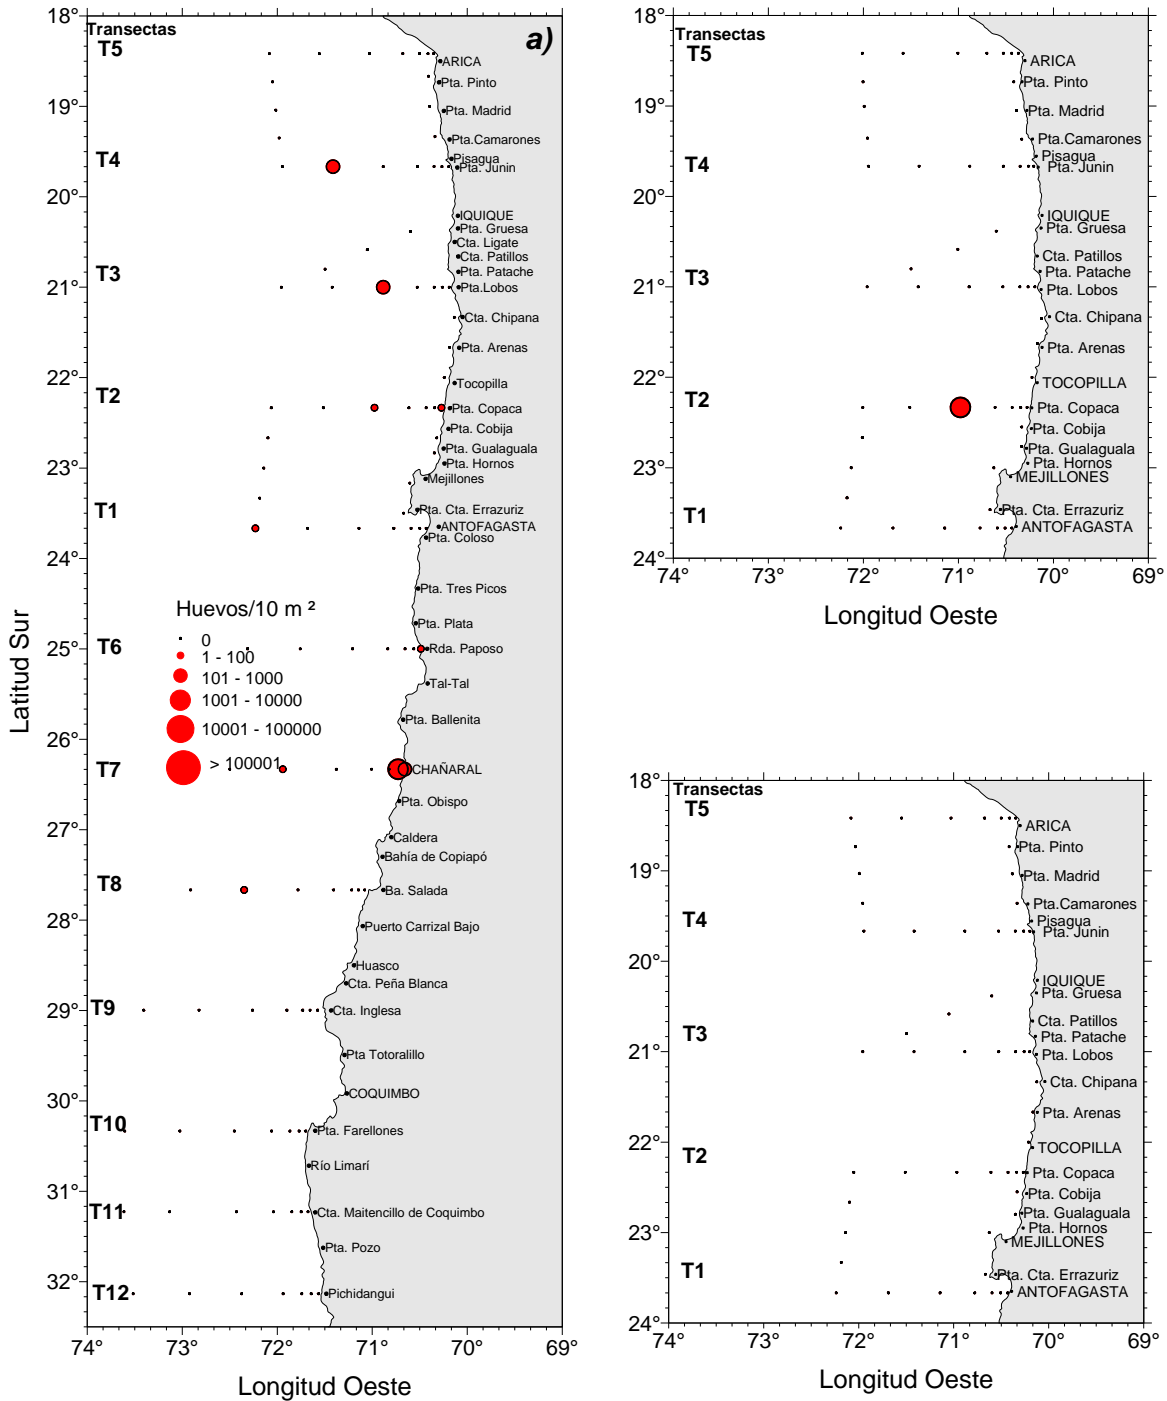 18°
Transectas
a)
T5
ARICA
Pta. Pinto
19°
Pta. Madrid
Pta.Camarones
T4
Pisagua
Pta. Junin
20°
IQUIQUE
Pta. Gruesa
Cta. Ligate
Cta. Patillos
T3
Pta. Patache
21°
Pta.Lobos
Cta. Chipana
Pta. Arenas
22°
Tocopilla
T2
Pta. Copaca
Pta. Cobija
Pta. Gualaguala
23°
Pta. Hornos
Mejillones
T1
Pta. Cta. Errazuriz
ANTOFAGASTA
Pta. Coloso
24°
Pta. Tres Picos
Huevos/10 m ²
0
1 - 100
101 - 1000
1001 - 10000
10001 - 100000
> 100001
Pta. Plata
T6
Rda. Paposo
25°
Tal-Tal
Pta. Ballenita
26°
T7
CHAÑARAL
Pta. Obispo
27°
Caldera
Bahía de Copiapó
T8
Ba. Salada
28°
Puerto Carrizal Bajo
Huasco
Cta. Peña Blanca
29°
T9
Cta. Inglesa
Pta Totoralillo
30°
COQUIMBO
T10
Pta. Farellones
Río Limarí
31°
T11
Cta. Maitencillo de Coquimbo
Pta. Pozo
32°
T12
Pichidangui
74°
73°
72°
71°
70°
69°
Latitud Sur
Longitud Oeste
18°
Transectas
T5
ARICA
Pta. Pinto
19°
Pta. Madrid
Pta.Camarones
T4
Pisagua
Pta. Junin
20°
IQUIQUE
Pta. Gruesa
Cta. Patillos
T3
Pta. Patache
21°
Pta. Lobos
Cta. Chipana
Pta. Arenas
22°
TOCOPILLA
T2
Pta. Copaca
Pta. Cobija
Pta. Gualaguala
23°
Pta. Hornos
MEJILLONES
T1
Pta. Cta. Errazuriz
ANTOFAGASTA
24°
74°
73°
72°
71°
70°
69°
Longitud Oeste
18°
Transectas
T5
ARICA
Pta. Pinto
19°
Pta. Madrid
Pta.Camarones
T4
Pisagua
Pta. Junin
20°
IQUIQUE
Pta. Gruesa
Cta. Patillos
T3
Pta. Patache
21°
Pta. Lobos
Cta. Chipana
Pta. Arenas
22°
TOCOPILLA
T2
Pta. Copaca
Pta. Cobija
Pta. Gualaguala
23°
Pta. Hornos
MEJILLONES
T1
Pta. Cta. Errazuriz
ANTOFAGASTA
24°
74°
73°
72°
71°
70°
69°
Longitud Oeste